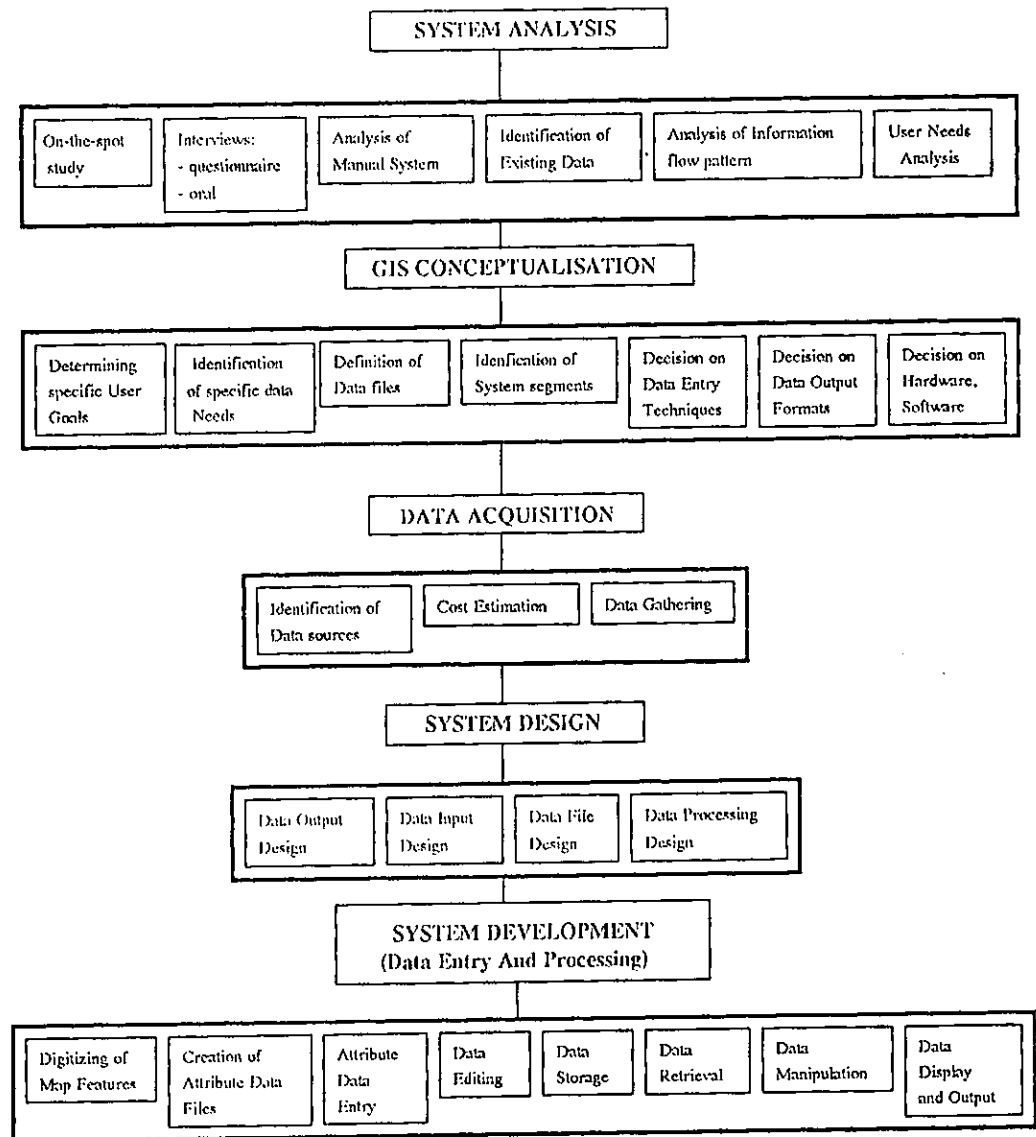 SYSTEM ANALYSIS
On-the-spot
study
Interviews:
- questionnaire
- oral
Analysis of
Manual System
Identification of
Existing Data
Analysis of Information
flow pattern
User Needs
Analysis
GIS CONCEPTUALISATION
Determining
specific User
Goals
Identification
of specific data
Needs
Definition of
Data files
Idenfication of
System segments
Decision on
Data Entry
Techniques
Decision on
Data Output
Formats
Decision on
Hardware,
Software
DATA ACQUISITION
Identification of
Data sources
Cost Estimation
Data Gathering
SYSTEM DESIGN
Data Output
Design
Data Input
Design
Data File
Design
Data Processing
Design
SYSTEM DEVELOPMENT
(Data Entry And Processing)
Digitizing of
Map Features
Creation of
Attribute Data
Files
Attribute
Data
Entry
Data
Editing
Data
Storage
Data
Retrieval
Data
Manipulation
Data
Display
and Output